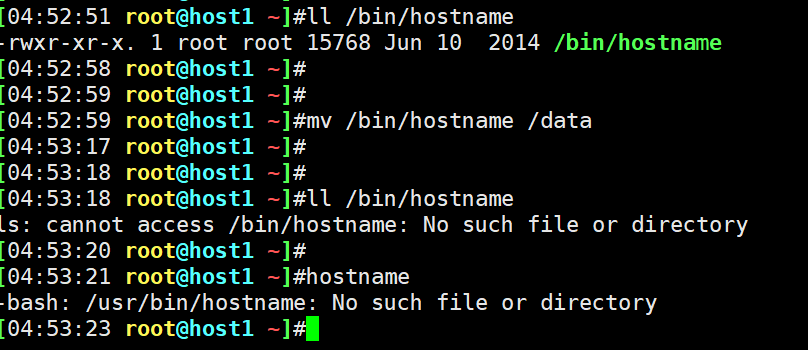 [04:52:51 root@host1 ~]#ll /bin/hostname
-rwxr-xr-x. 1 root root 15768 Jun 10  2014 /bin/hostname
[04:52:58 root@host1 ~]#
[04:52:59 root@host1 ~]#
[04:52:59 root@host1 ~]#mv /bin/hostname /data
[04:53:17 root@host1 ~]#
[04:53:18 root@host1 ~]#
[04:53:18 root@host1 ~]#ll /bin/hostname
ls: cannot access /bin/hostname: No such file or directory
[04:53:20 root@host1 ~]#
[04:53:21 root@host1 ~]#hostname
-bash: /usr/bin/hostname: No such file or directory
[04:53:23 root@host1 ~]#